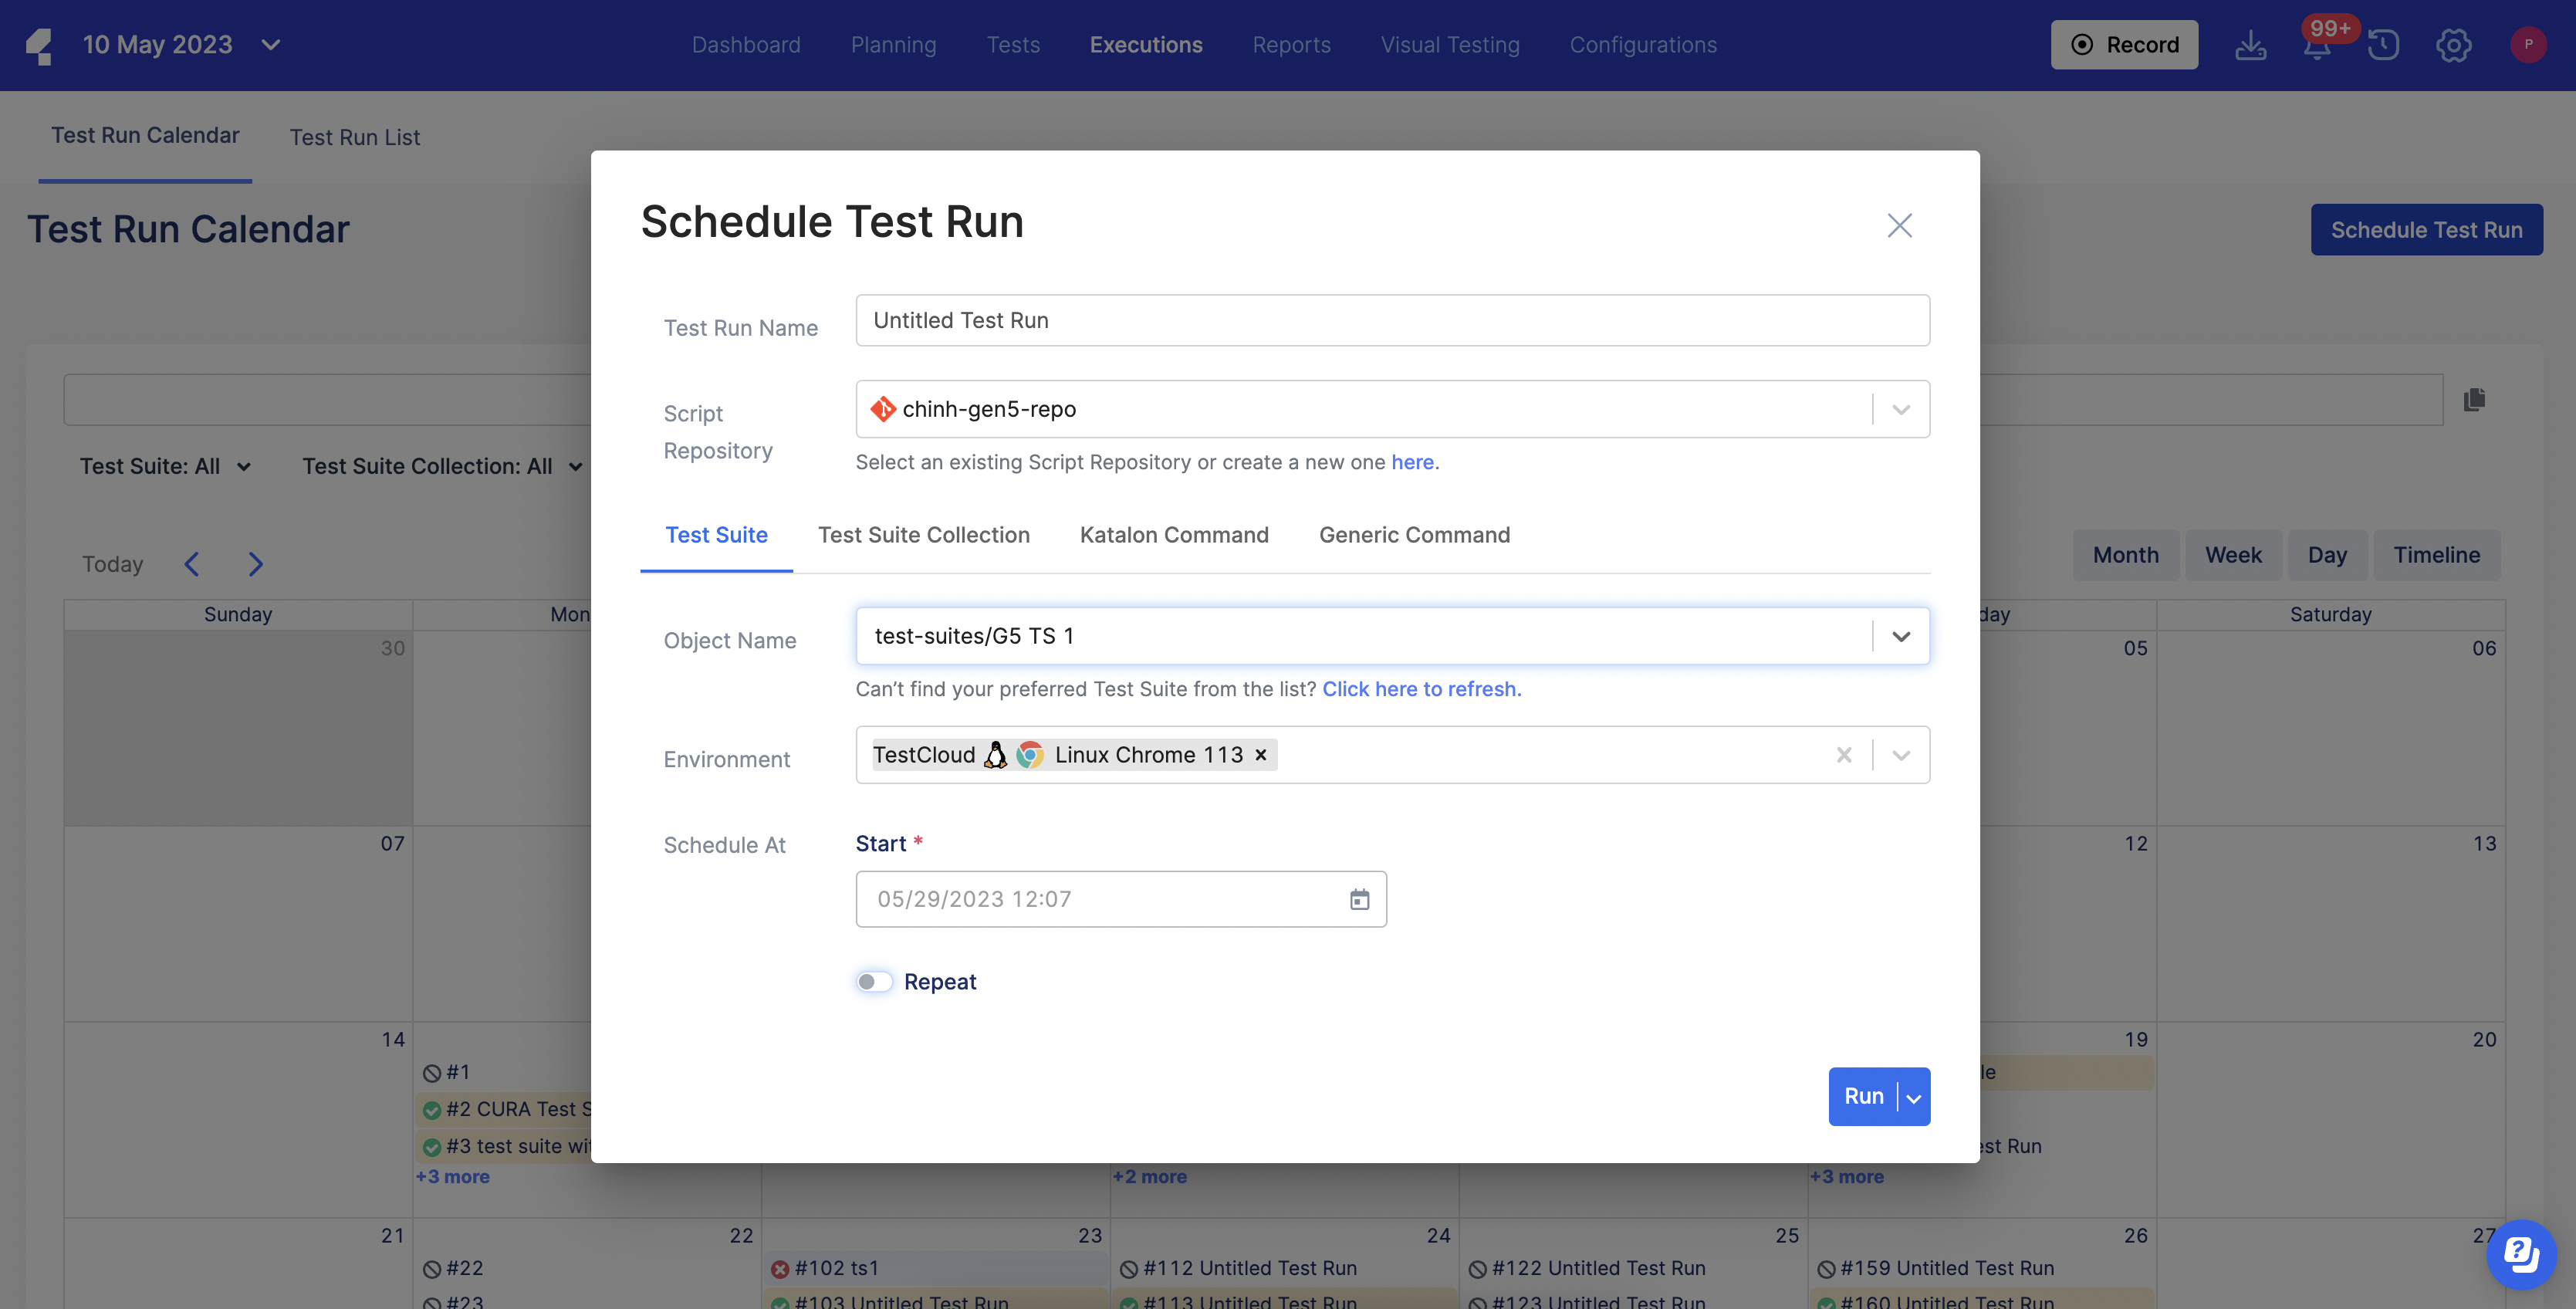 10 May 2023
Dashboard Planning Tests Executions Reports Visual Testing Configurations
Record
99+
P
Test Run Calendar Test Run List
Test Run Calendar
Schedule Test Run
Test Suite: All Test Suite Collection: All
Today
Month Week Day Timeline
Sunday Mon day Saturday
30 05 06
07 12 13
14 19 20
#1
#2 CURA Test S
#3 test suite wit
+3 more
+2 more
le
est Run
+3 more
21 22 23 24 25 26 27
#22
#102 ts1
#112 Untitled Test Run
#122 Untitled Test Run
#159 Untitled Test Run
#23
#103 Untitled Test Run
#113 Untitled Test Run
#123 Untitled Test Run
#160 Untitled Test Run
Schedule Test Run
Test Run Name
Untitled Test Run
Script
Repository
chinh-gen5-repo
Select an existing Script Repository or create a new one here.
Test Suite Test Suite Collection Katalon Command Generic Command
Object Name
test-suites/G5 TS 1
Can't find your preferred Test Suite from the list? Click here to refresh.
Environment
TestCloud Linux Chrome 113 ×
Schedule At
Start *
05/29/2023 12:07
Repeat
Run